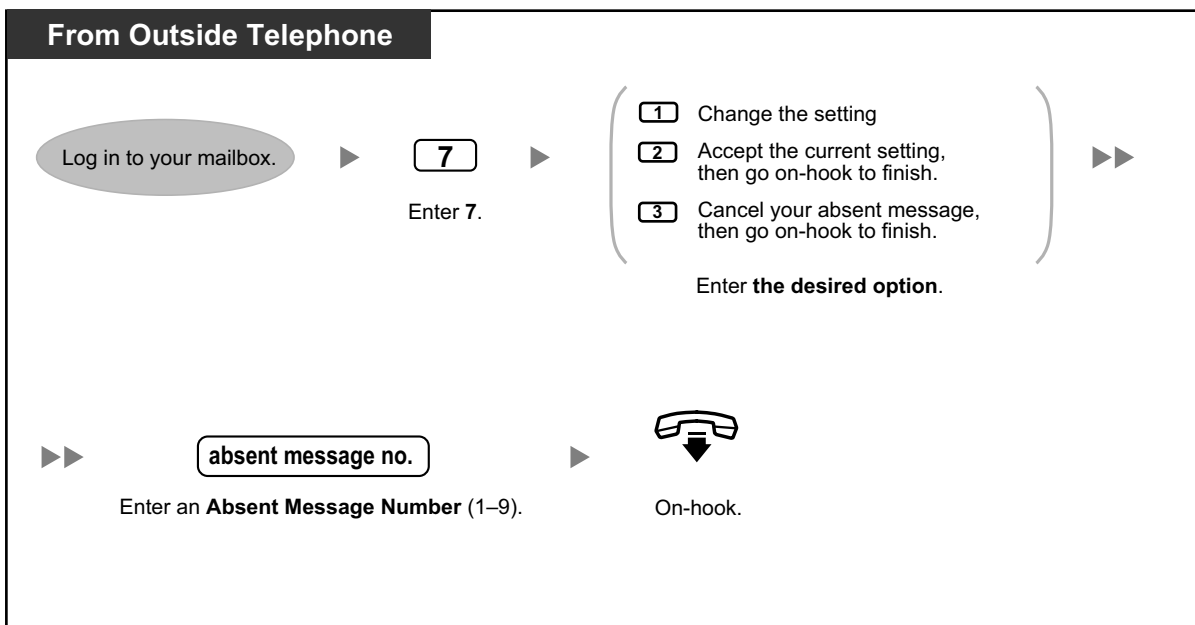 From Outside Telephone
Log in to your mailbox.
7
Enter 7.
1 Change the setting
2 Accept the current setting,
then go on-hook to finish.
3 Cancel your absent message,
then go on-hook to finish.
Enter the desired option.
absent message no.
Enter an Absent Message Number (1–9).
On-hook.